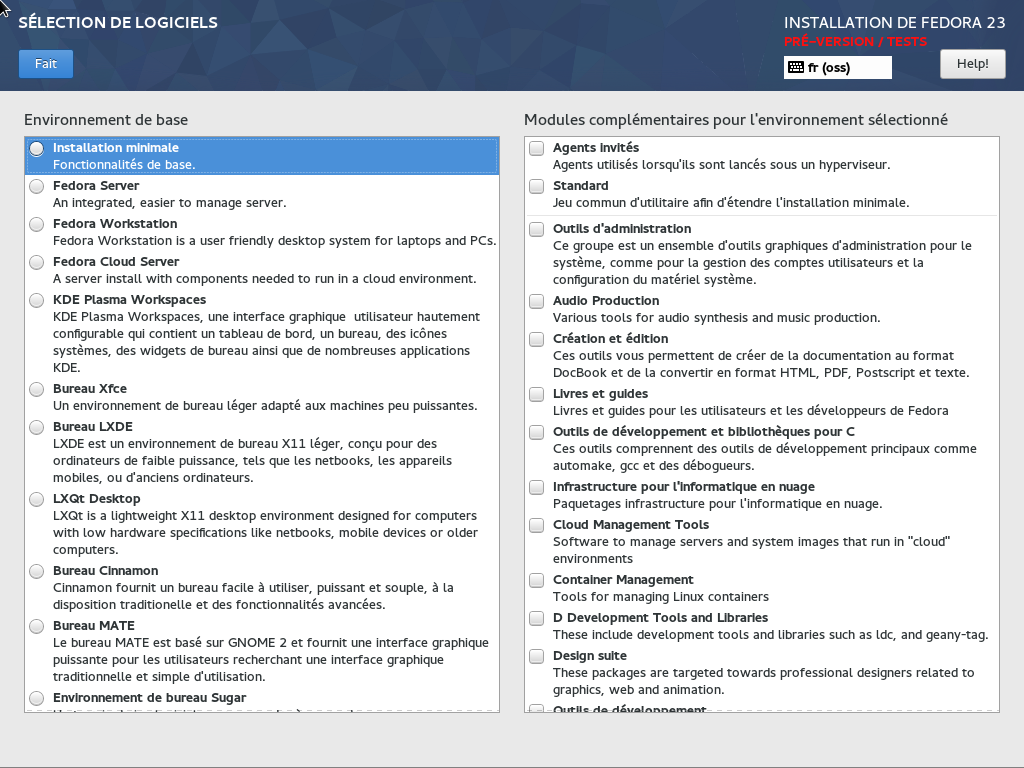 SÉLECTION DE LOGICIELS
INSTALLATION DE FEDORA 23
PRÉ-VERSION / TESTS
Fait
fr (oss)
Help!
Environnement de base
Installation minimale
Fonctionnalités de base.
Fedora Server
An integrated, easier to manage server.
Fedora Workstation
Fedora Workstation is a user friendly desktop system for laptops and PCs.
Fedora Cloud Server
A server install with components needed to run in a cloud environment.
KDE Plasma Workspaces
KDE Plasma Workspaces, une interface graphique  utilisateur hautement
configurable qui contient un tableau de bord, un bureau, des icônes
systèmes, des widgets de bureau ainsi que de nombreuses applications
KDE.
Bureau Xfce
Un environnement de bureau léger adapté aux machines peu puissantes.
Bureau LXDE
LXDE est un environnement de bureau X11 léger, conçu pour des
ordinateurs de faible puissance, tels que les netbooks, les appareils
mobiles, ou d'anciens ordinateurs.
LXQt Desktop
LXQt is a lightweight X11 desktop environment designed for computers
with low hardware specifications like netbooks, mobile devices or older
computers.
Bureau Cinnamon
Cinnamon fournit un bureau facile à utiliser, puissant et souple, à la
disposition traditionelle et des fonctionnalités avancées.
Bureau MATE
Le bureau MATE est basé sur GNOME 2 et fournit une interface graphique
puissante pour les utilisateurs recherchant une interface graphique
traditionnelle et simple d'utilisation.
Environnement de bureau Sugar
Modules complémentaires pour l'environnement sélectionné
Agents invités
Agents utilisés lorsqu'ils sont lancés sous un hyperviseur.
Standard
Jeu commun d'utilitaire afin d'étendre l'installation minimale.
Outils d'administration
Ce groupe est un ensemble d'outils graphiques d'administration pour le
système, comme pour la gestion des comptes utilisateurs et la
configuration du matériel système.
Audio Production
Various tools for audio synthesis and music production.
Création et édition
Ces outils vous permettent de créer de la documentation au format
DocBook et de la convertir en format HTML, PDF, Postscript et texte.
Livres et guides
Livres et guides pour les utilisateurs et les développeurs de Fedora
Outils de développement et bibliothèques pour C
Ces outils comprennent des outils de développement principaux comme
automake, gcc et des débogueurs.
Infrastructure pour l'informatique en nuage
Paquetages infrastructure pour l'informatique en nuage.
Cloud Management Tools
Software to manage servers and system images that run in "cloud"
environments
Container Management
Tools for managing Linux containers
D Development Tools and Libraries
These include development tools and libraries such as ldc, and geany-tag.
Design suite
These packages are targeted towards professional designers related to
graphics, web and animation.
Outils de développement